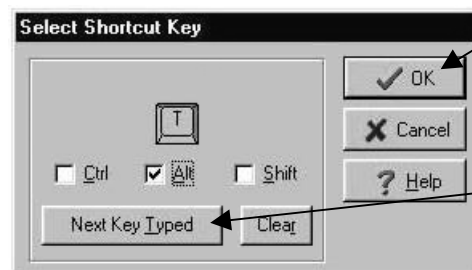 Select Shortcut Key
OK
T
Cancel
Ctrl
Alt
Shift
Help
Next Key Typed
Clear